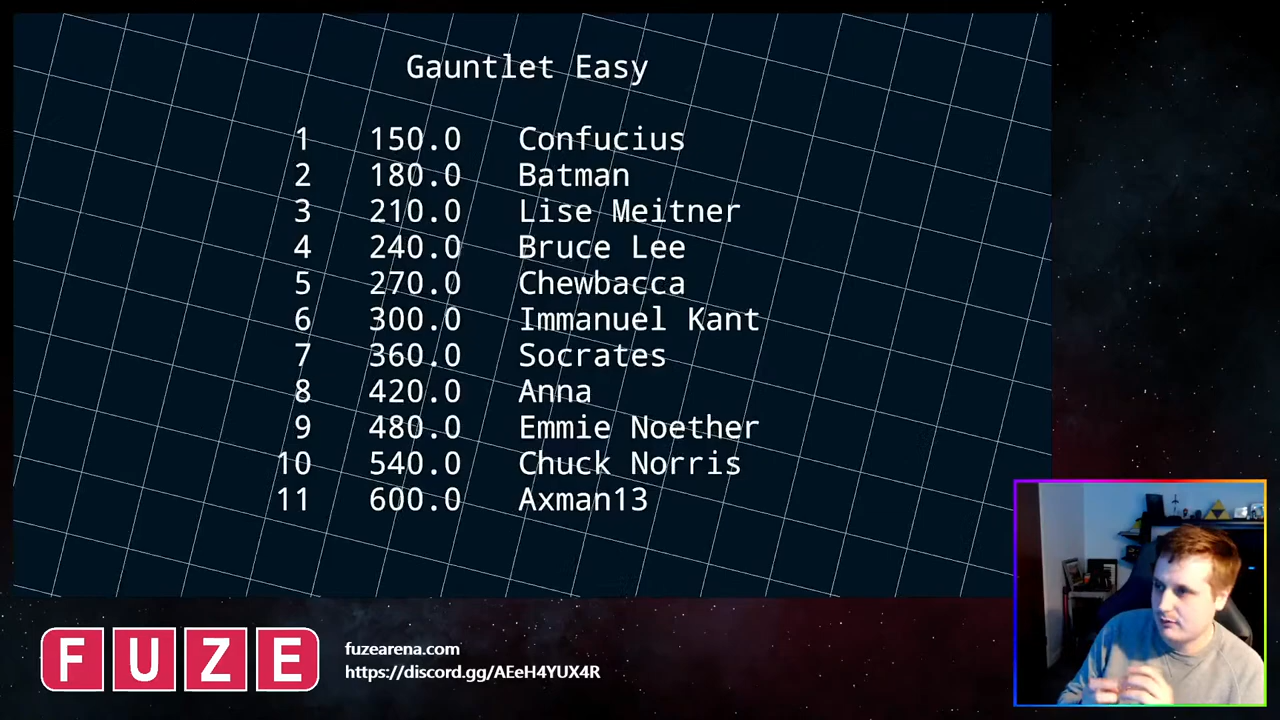 Gauntlet Easy
1 150.0 Confucius
2 180.0 Batman
3 210.0 Lise Meitner
4 240.0 Bruce Lee
5 270.0 Chewbacca
6 300.0 Immanuel Kant
7 360.0 Socrates
8 420.0 Anna
9 480.0 Emmie Noether
10 540.0 Chuck Norris
11 600.0 Axman13
FUZE
fuzearena.com
https://discord.gg/AEeH4YUX4R